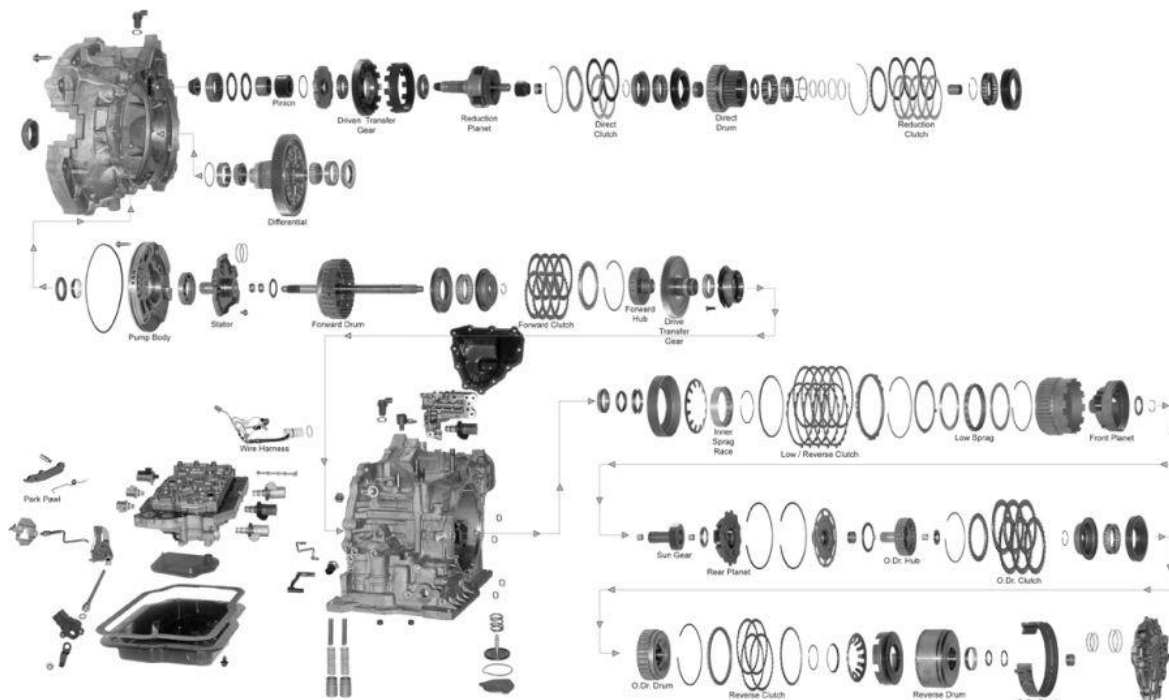 Pinion
Driven Transfer
Gear
Reduction
Planet
Direct
Clutch
Direct
Drum
Reduction
Clutch
Differential
Pump Body
Stator
Forward Drum
Forward Clutch
Forward
Hub
Drive
Transfer
Gear
Wire Harness
Inner
Sprag
Race
Low / Reverse Clutch
Low Sprag
Front Planet
Park Pawl
Sun Gear
Rear Planet
O.Dr. Hub
O.Dr. Clutch
O.Dr. Drum
Reverse Clutch
Reverse Drum